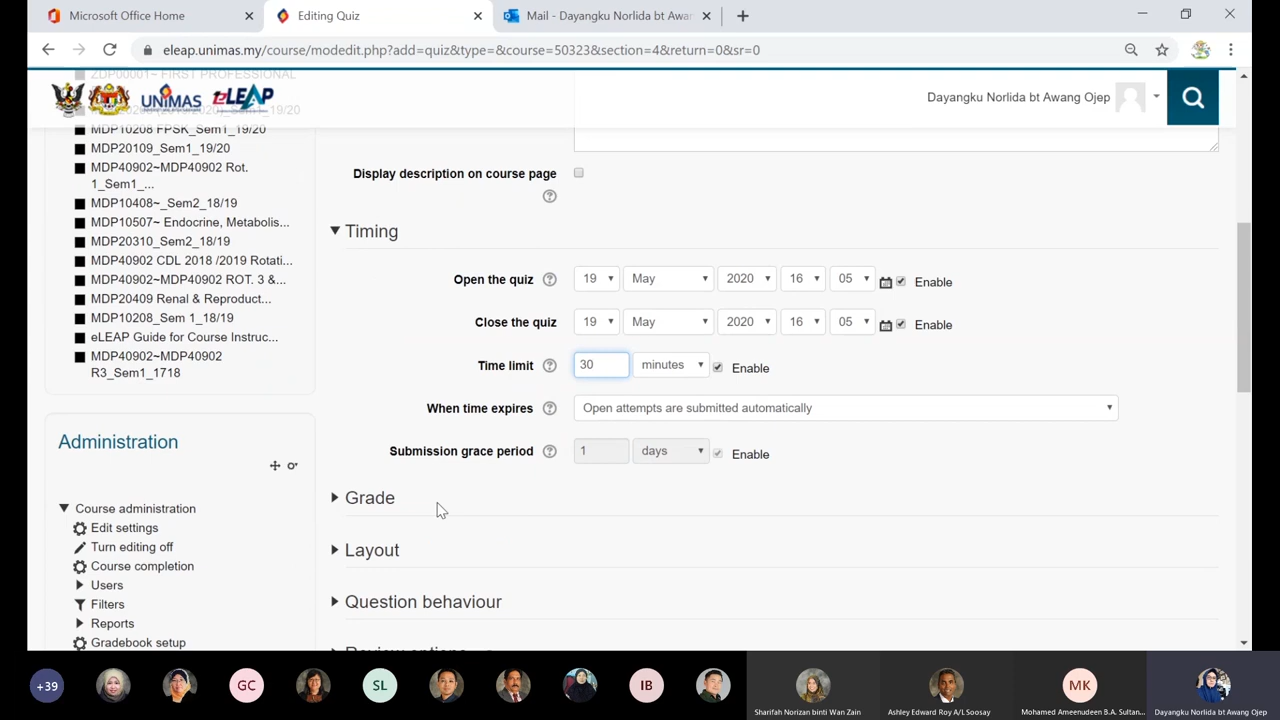 Microsoft Office Home
Editing Quiz
Mail - Dayangku Norlida bt Awar
eleap.unimas.my/course/modedit.php?add=quiz&type=&course=50323&section=4&return=0&sr=0
ZDP00001~ FIRST PROFESSIONAL
UNIMAS eLEAP
Dayangku Norlida bt Awang Ojep
MDP10208 FPSK_Sem1_19/20
MDP20109_Sem1_19/20
MDP40902~MDP40902 Rot.
1_Sem1_...
MDP10408~_Sem2_18/19
MDP10507~ Endocrine, Metabolis...
MDP20310_Sem2_18/19
MDP40902 CDL 2018 /2019 Rotati...
MDP40902~MDP40902 ROT. 3 &...
MDP20409 Renal & Reproduct...
MDP10208_Sem 1_18/19
eLEAP Guide for Course Instruc...
MDP40902~MDP40902
R3_Sem1_1718
Administration
Course administration
Edit settings
Turn editing off
Course completion
Users
Filters
Reports
Gradebook setup
Display description on course page
Timing
Open the quiz 19 May 2020 16 05 Enable
Close the quiz 19 May 2020 16 05 Enable
Time limit 30 minutes Enable
When time expires Open attempts are submitted automatically
Submission grace period 1 days Enable
Grade
Layout
Question behaviour
Review options
+39 GC SL IB MK
Sharifah Norizan binti Wan Zain
Ashley Edward Roy A/L Soosay
Mohamed Ameenudeen B.A. Sultan...
Dayangku Norlida bt Awang Ojep